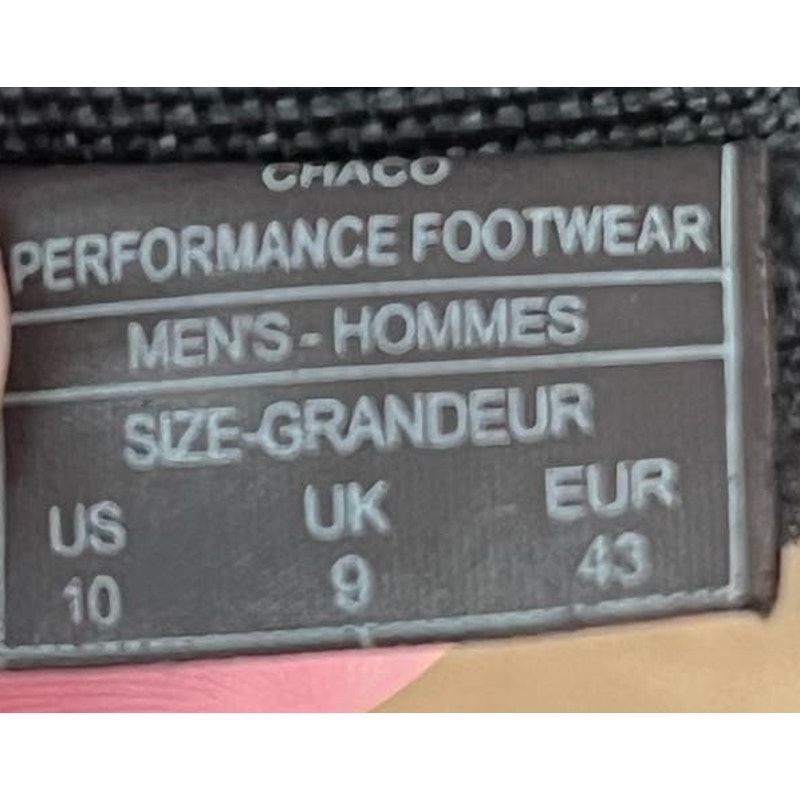 CHACO
PERFORMANCE FOOTWEAR
MEN'S - HOMMES
SIZE-GRANDEUR
US UK EUR
10 9 43